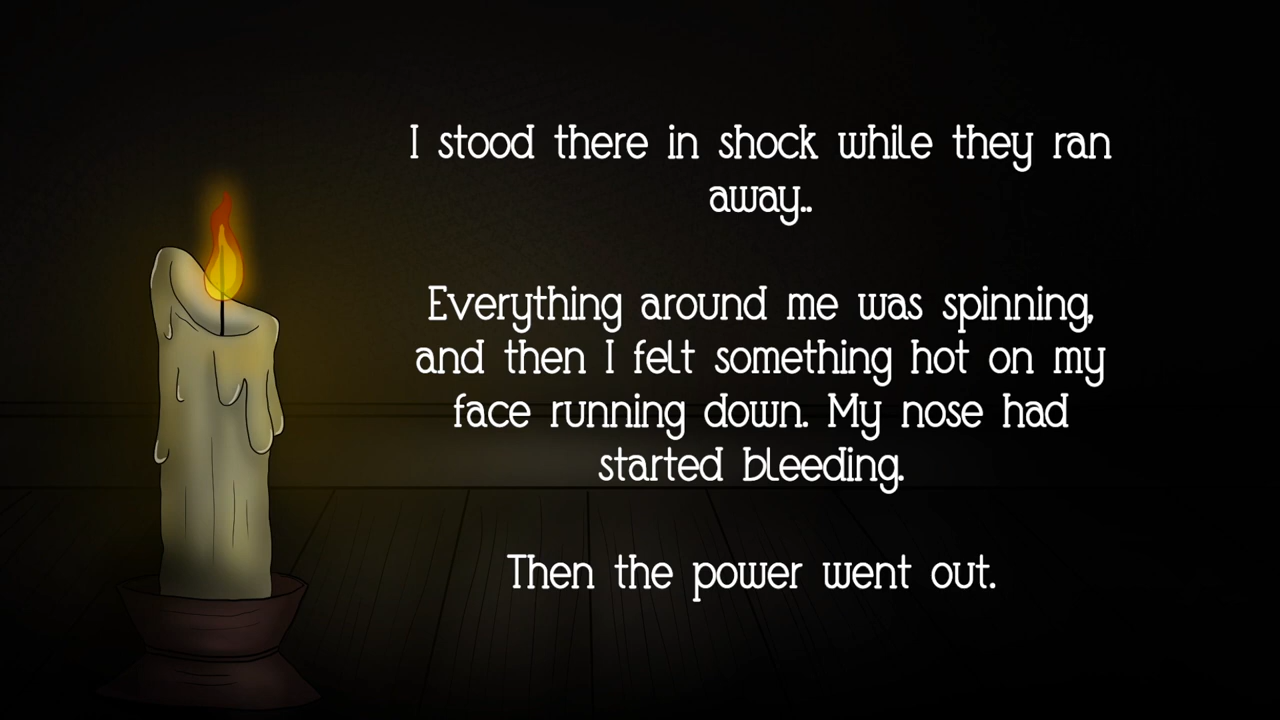 I stood there in shock while they ran
away..
Everything around me was spinning,
and then I felt something hot on my
face running down. My nose had
started bleeding.
Then the power went out.